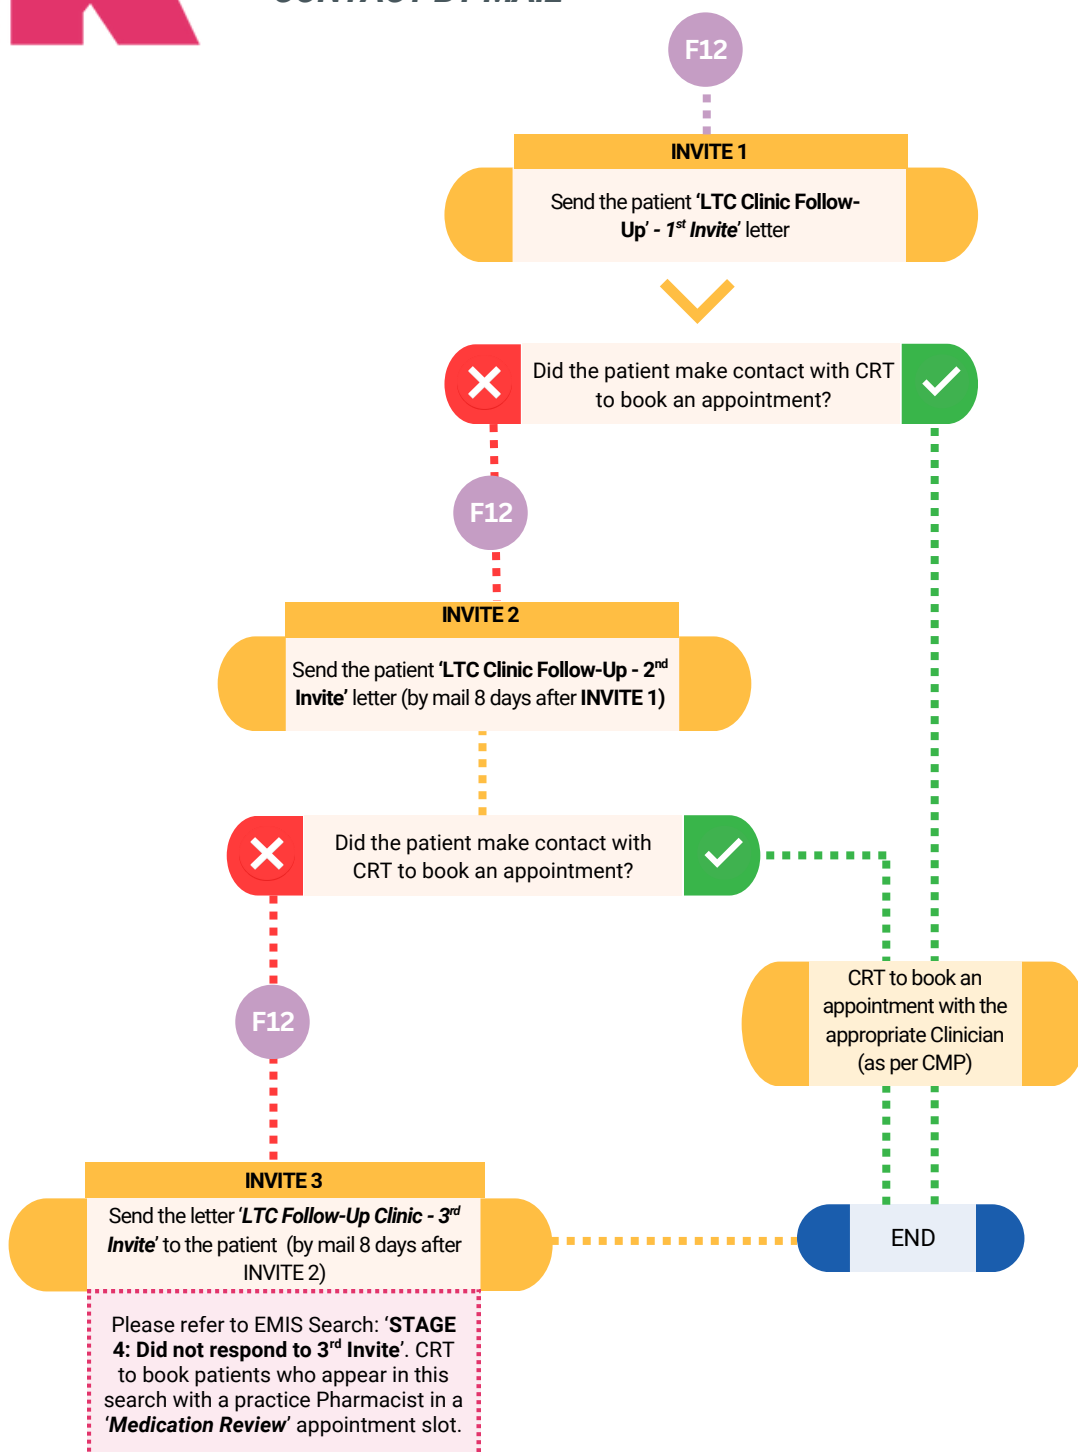 CONTACT BY MAIL
F12
INVITE 1
Send the patient ‘LTC Clinic Follow-
Up’ - 1st Invite’ letter
Did the patient make contact with CRT
to book an appointment?
F12
INVITE 2
Send the patient ‘LTC Clinic Follow-Up - 2nd
Invite’ letter (by mail 8 days after INVITE 1)
Did the patient make contact with
CRT to book an appointment?
CRT to book an
appointment with the
appropriate Clinician
(as per CMP)
F12
INVITE 3
Send the letter ‘LTC Follow-Up Clinic - 3rd
Invite’ to the patient (by mail 8 days after
INVITE 2)
END
Please refer to EMIS Search: ‘STAGE
4: Did not respond to 3rd Invite’. CRT
to book patients who appear in this
search with a practice Pharmacist in a
‘Medication Review’ appointment slot.